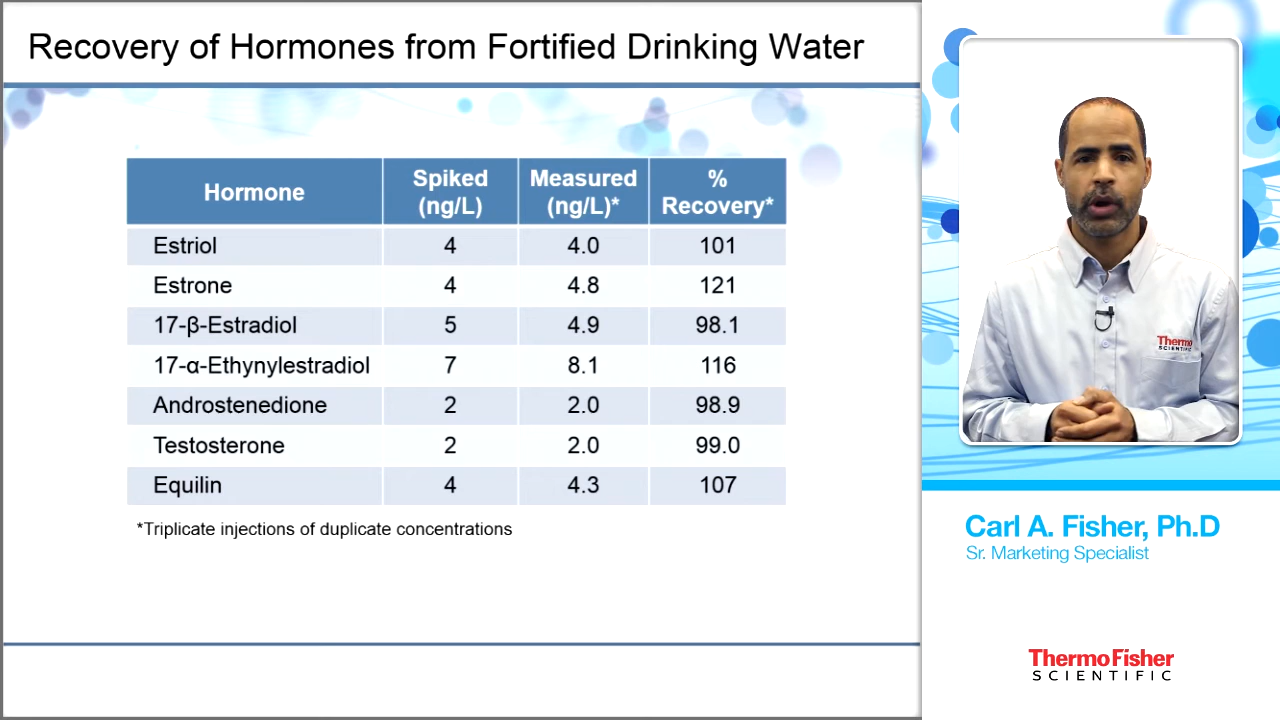 Recovery of Hormones from Fortified Drinking Water
Hormone Spiked (ng/L) Measured (ng/L)* % Recovery*
Estriol 4 4.0 101
Estrone 4 4.8 121
17-β-Estradiol 5 4.9 98.1
17-α-Ethynylestradiol 7 8.1 116
Androstenedione 2 2.0 98.9
Testosterone 2 2.0 99.0
Equilin 4 4.3 107
*Triplicate injections of duplicate concentrations
Thermo
SCIENTIFIC
Carl A. Fisher, Ph.D
Sr. Marketing Specialist
ThermoFisher
SCIENTIFIC